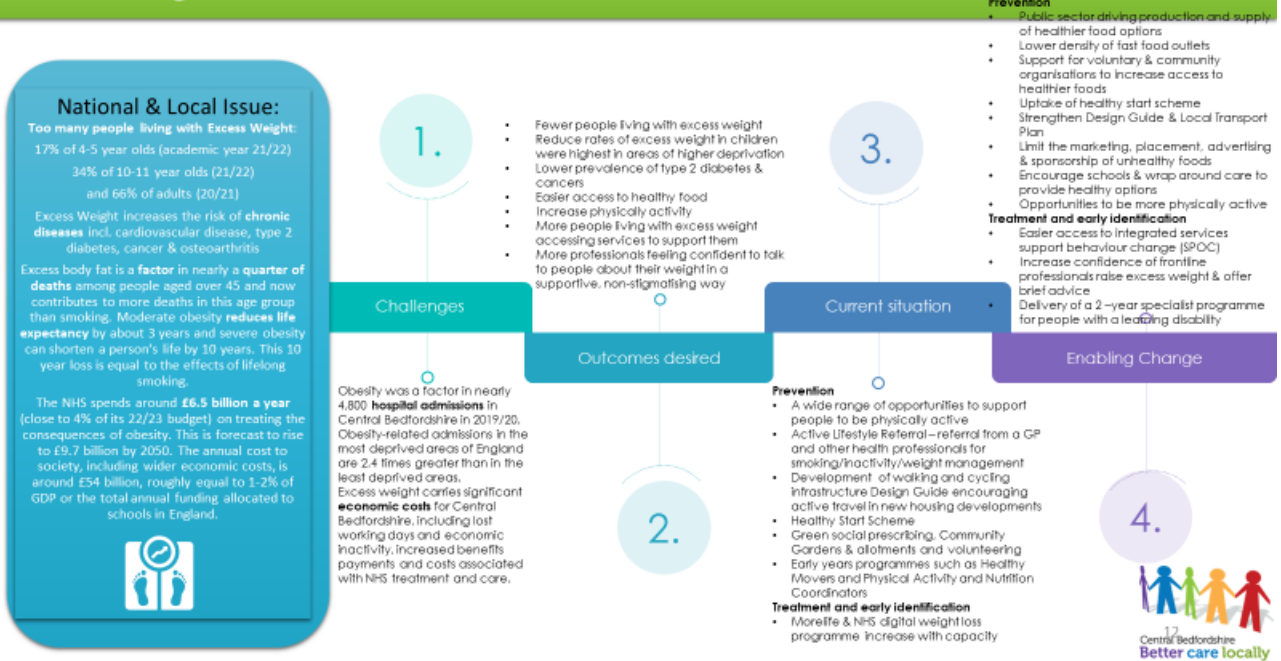 National & Local Issue:
Too many people living with Excess Weight:
17% of 4-5 year olds (academic year 21/22)
34% of 10-11 year olds (21/22)
and 66% of adults (20/21)
Excess Weight increases the risk of chronic
diseases incl. cardiovascular disease, type 2
diabetes, cancer & osteoarthritis
Excess body fat is a factor in nearly a quarter of
deaths among people aged over 45 and now
contributes to more deaths in this age group
than smoking. Moderate obesity reduces life
expectancy by about 3 years and severe obesity
can shorten a person's life by 10 years. This 10
year loss is equal to the effects of lifelong
smoking.
The NHS spends around £6.5 billion a year
(close to 4% of its 22/23 budget) on treating the
consequences of obesity. This is forecast to rise
to £9.7 billion by 2050. The annual cost to
society, including wider economic costs, is
around £54 billion, roughly equal to 1-2% of
GDP or the total annual funding allocated to
schools in England.
1.
Challenges
Obesity was a factor in nearly
4,800 hospital admissions in
Central Bedfordshire in 2019/20.
Obesity-related admissions in the
most deprived areas of England
are 2.4 times greater than in the
least deprived areas.
Excess weight carries significant
economic costs for Central
Bedfordshire, including lost
working days and economic
inactivity, increased benefits
payments and costs associated
with NHS treatment and care.
• Fewer people living with excess weight
• Reduce rates of excess weight in children
were highest in areas of higher deprivation
• Lower prevalence of type 2 diabetes &
cancers
• Easier access to healthy food
• Increase physically activity
• More people living with excess weight
accessing services to support them
• More professionals feeling confident to talk
to people about their weight in a
supportive, non-stigmatising way
Outcomes desired
2.
3.
Current situation
Prevention
• A wide range of opportunities to support
people to be physically active
• Active Lifestyle Referral – referral from a GP
and other health professionals for
smoking/inactivity/weight management
• Development of walking and cycling
infrastructure Design Guide encouraging
active travel in new housing developments
• Healthy Start Scheme
• Green social prescribing, Community
Gardens & allotments and volunteering
• Early years programmes such as Healthy
Movers and Physical Activity and Nutrition
Coordinators
Treatment and early identification
• Morelife & NHS digital weight loss
programme increase with capacity
Prevention
• Public sector driving production and supply
of healthier food options
• Lower density of fast food outlets
• Support for voluntary & community
organisations to increase access to
healthier foods
• Uptake of healthy start scheme
• Strengthen Design Guide & Local Transport
Plan
• Limit the marketing, placement, advertising
& sponsorship of unhealthy foods
• Encourage schools & wrap around care to
provide healthy options
• Opportunities to be more physically active
Treatment and early identification
• Easier access to integrated services
support behaviour change (SPOC)
• Increase confidence of frontline
professionals raise excess weight & offer
brief advice
• Delivery of a 2 –year specialist programme
for people with a learning disability
Enabling Change
4.
12
Central Bedfordshire
Better care locally